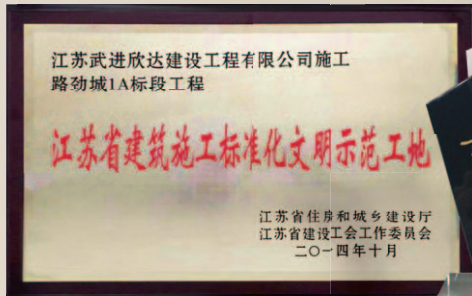 江苏武进欣达建设工程有限公司施工
路劲城1A标段工程
江苏省建筑施工标准化文明示范工地
江苏省住房和城乡建设厅
江苏省建设工会工作委员会
二〇一四年十月